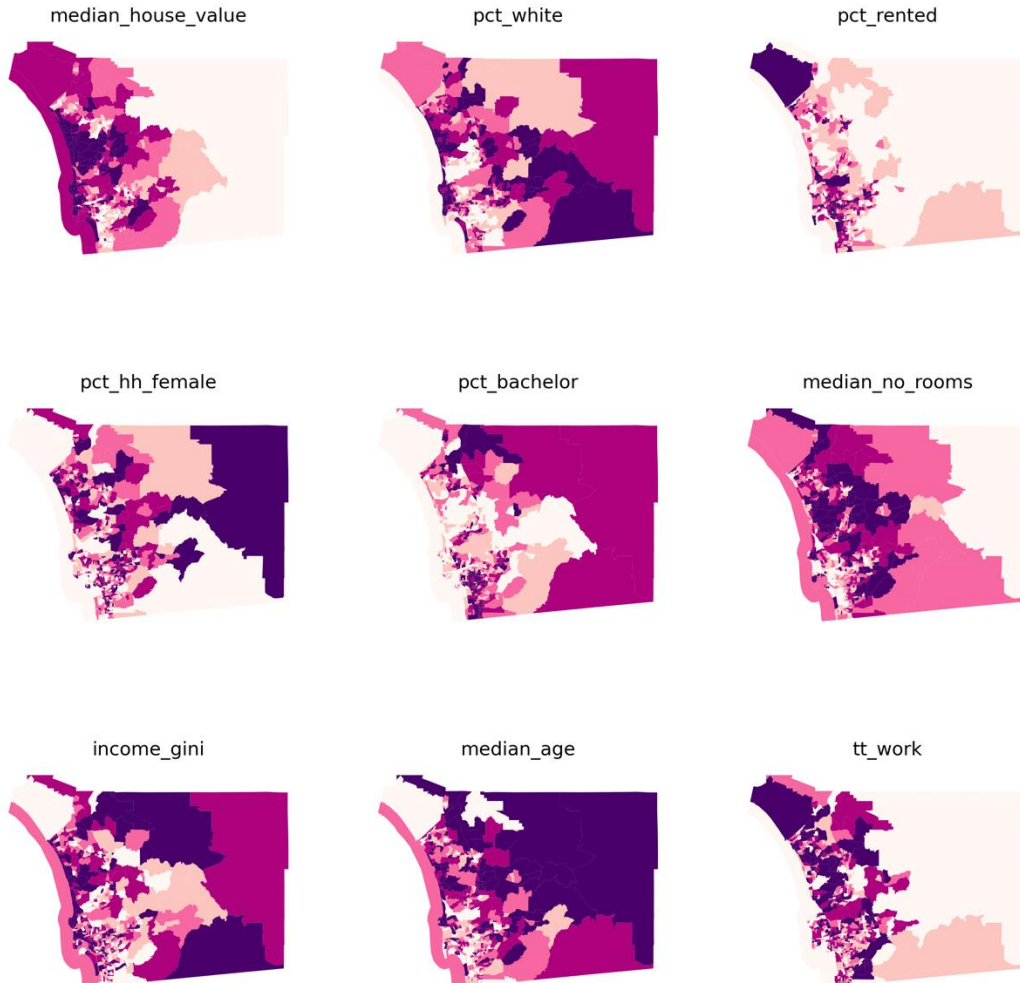 median_house_value
pct_white
pct_rented
pct_hh_female
pct_bachelor
median_no_rooms
income_gini
median_age
tt_work